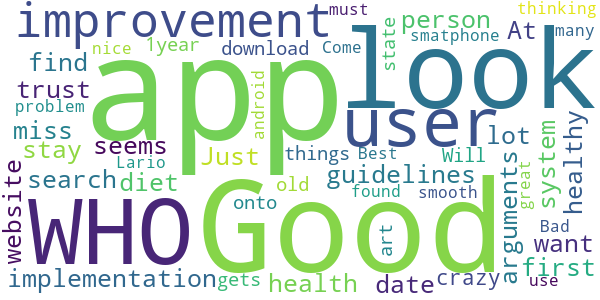 improvement
must
thinking
nice
1year
download
person
At
state
Come
smatphone
many
find
app
look
trust
android
problem
seems
user
miss
stay
Lario
Just
things
Best
Will
lot
healthy
system
search
diet
guidelines
arguments
great
website
WHO
Good
old
found
smooth
onto
art
Bad
want
implementation
gets
health
date
crazy
first
use